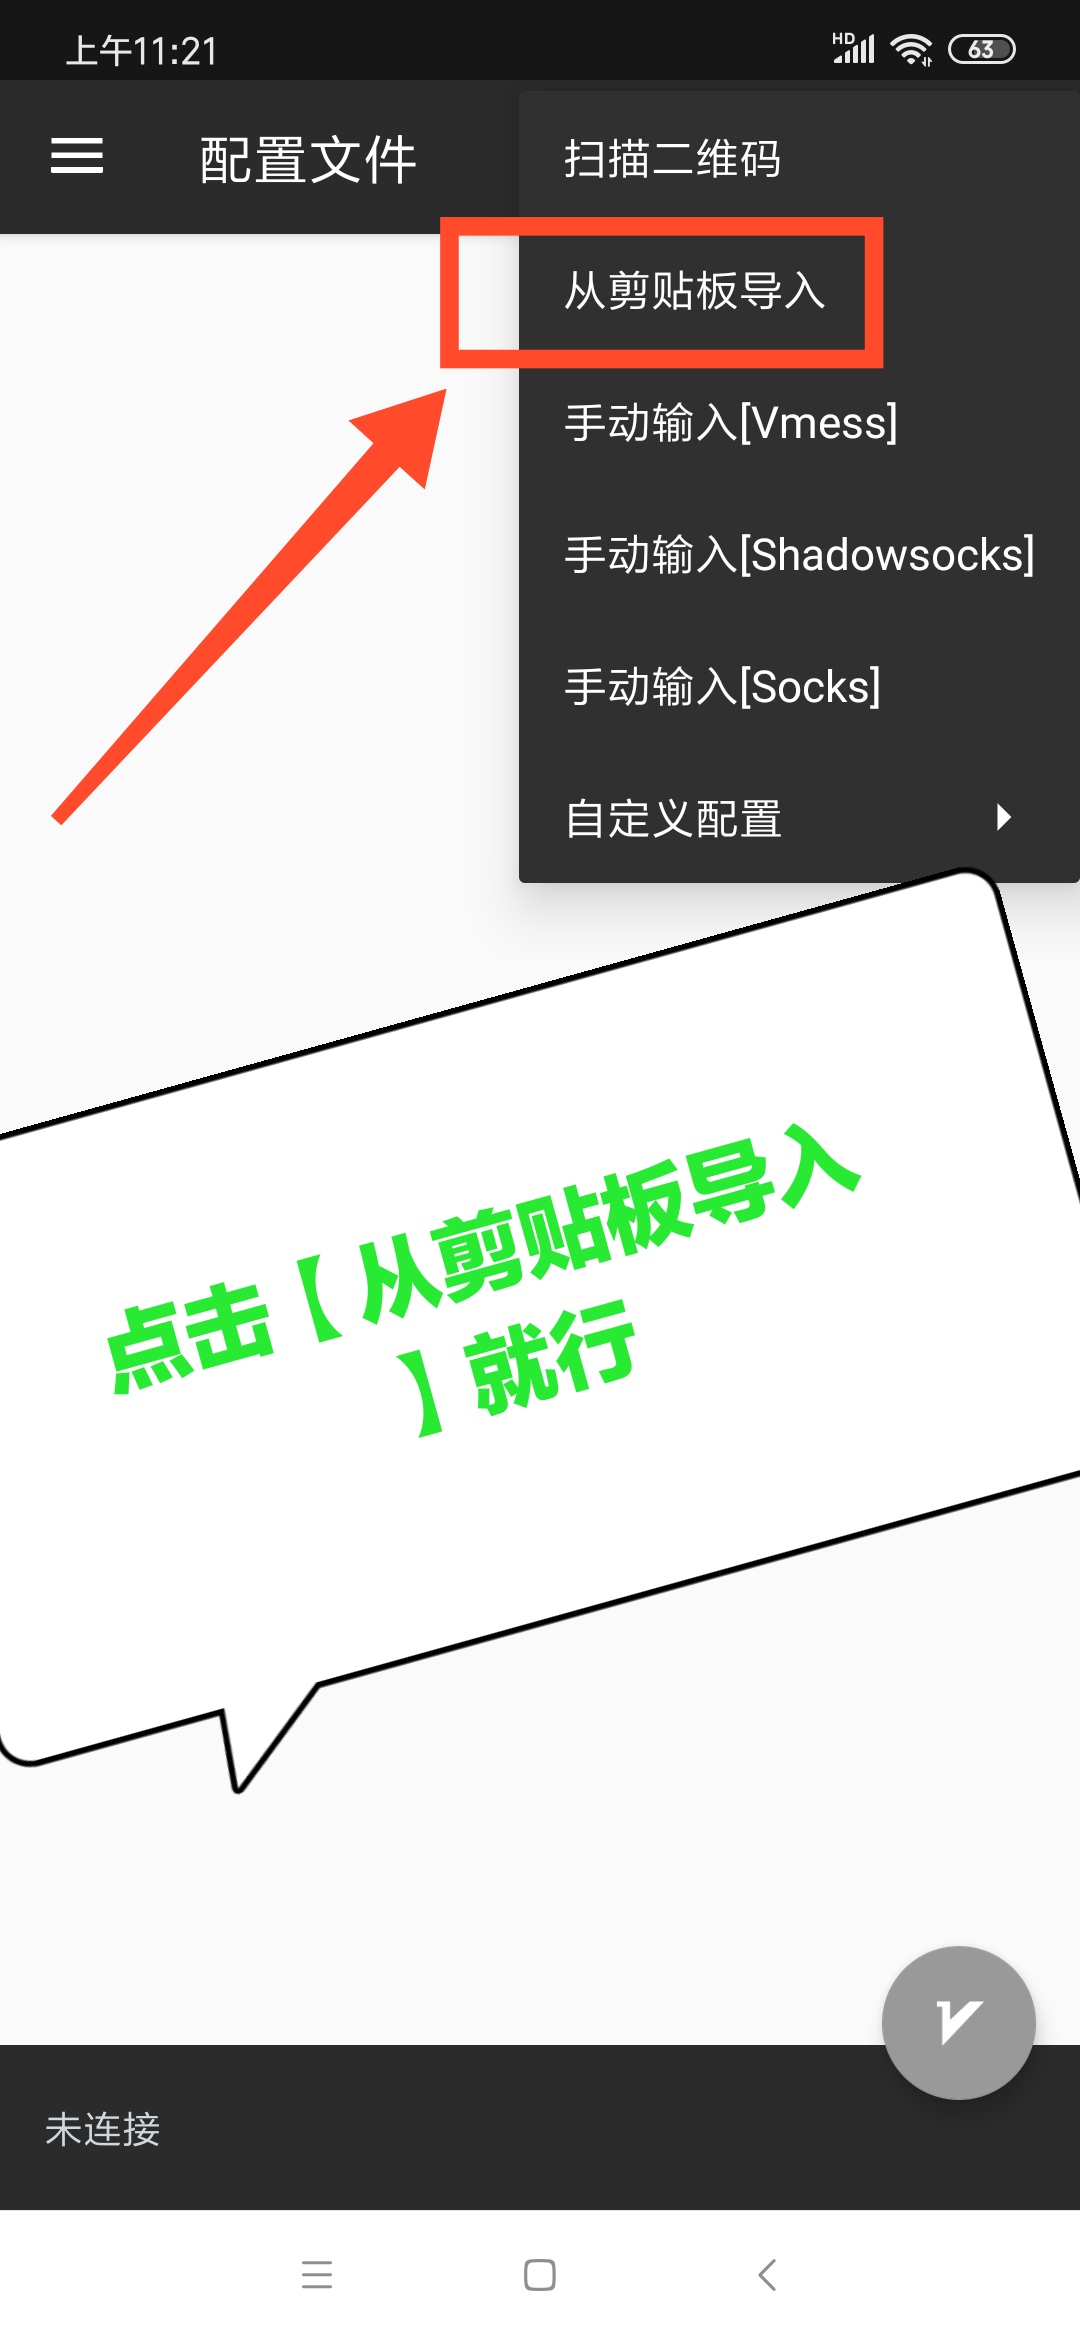 上午11:21
HD
63
配置文件
扫描二维码
从剪贴板导入
手动输入[Vmess]
手动输入[Shadowsocks]
手动输入[Socks]
自定义配置
点击【从剪贴板导入
】就行
未连接